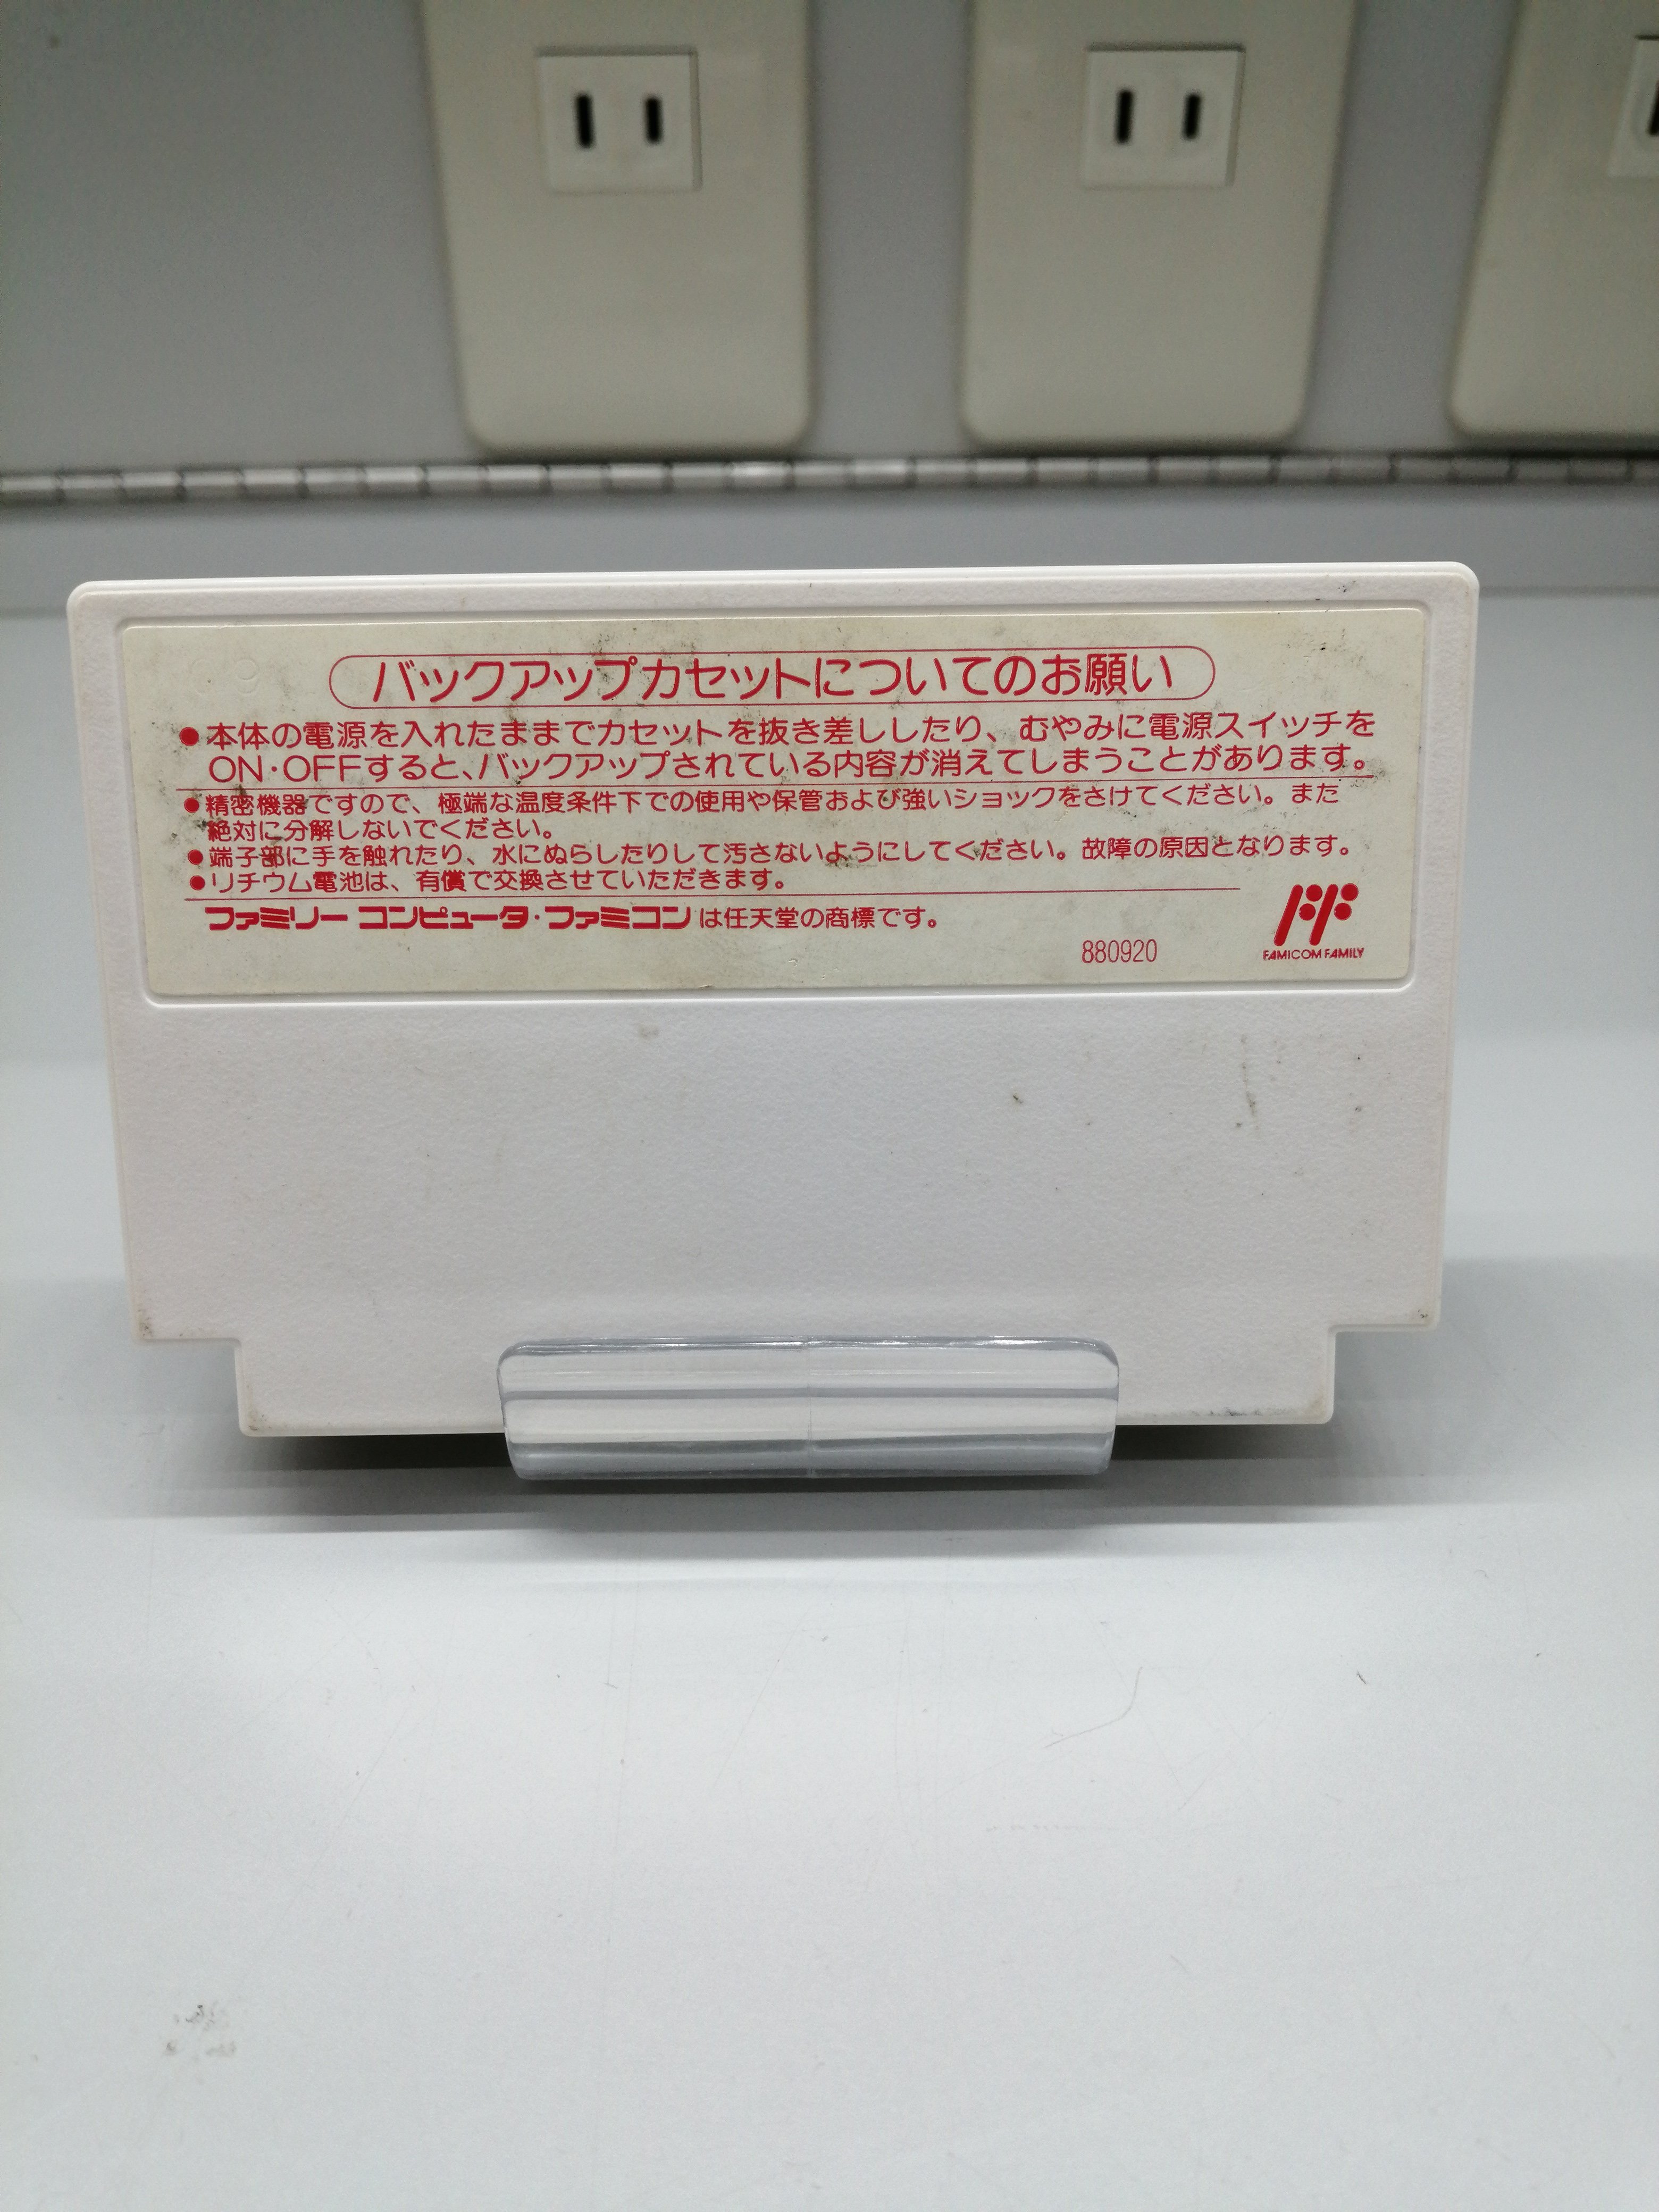 バックアップカセットについてのお願い
●本体の電源を入れたままでカセットを抜き差ししたり、むやみに電源スイッチを
ON・OFFすると、バックアップされている内容が消えてしまうことがあります。
●精密機器ですので、極端な温度条件下での使用や保管および強いショックをさけてください。また
絶対に分解しないでください。
●端子部に手を触れたり、水にぬらしたりして汚さないようにしてください。故障の原因となります。
●リチウム電池は、有償で交換させていただきます。
ファミリー コンピュータ・ファミコンは任天堂の商標です。
880920
FAMICOM FAMILY